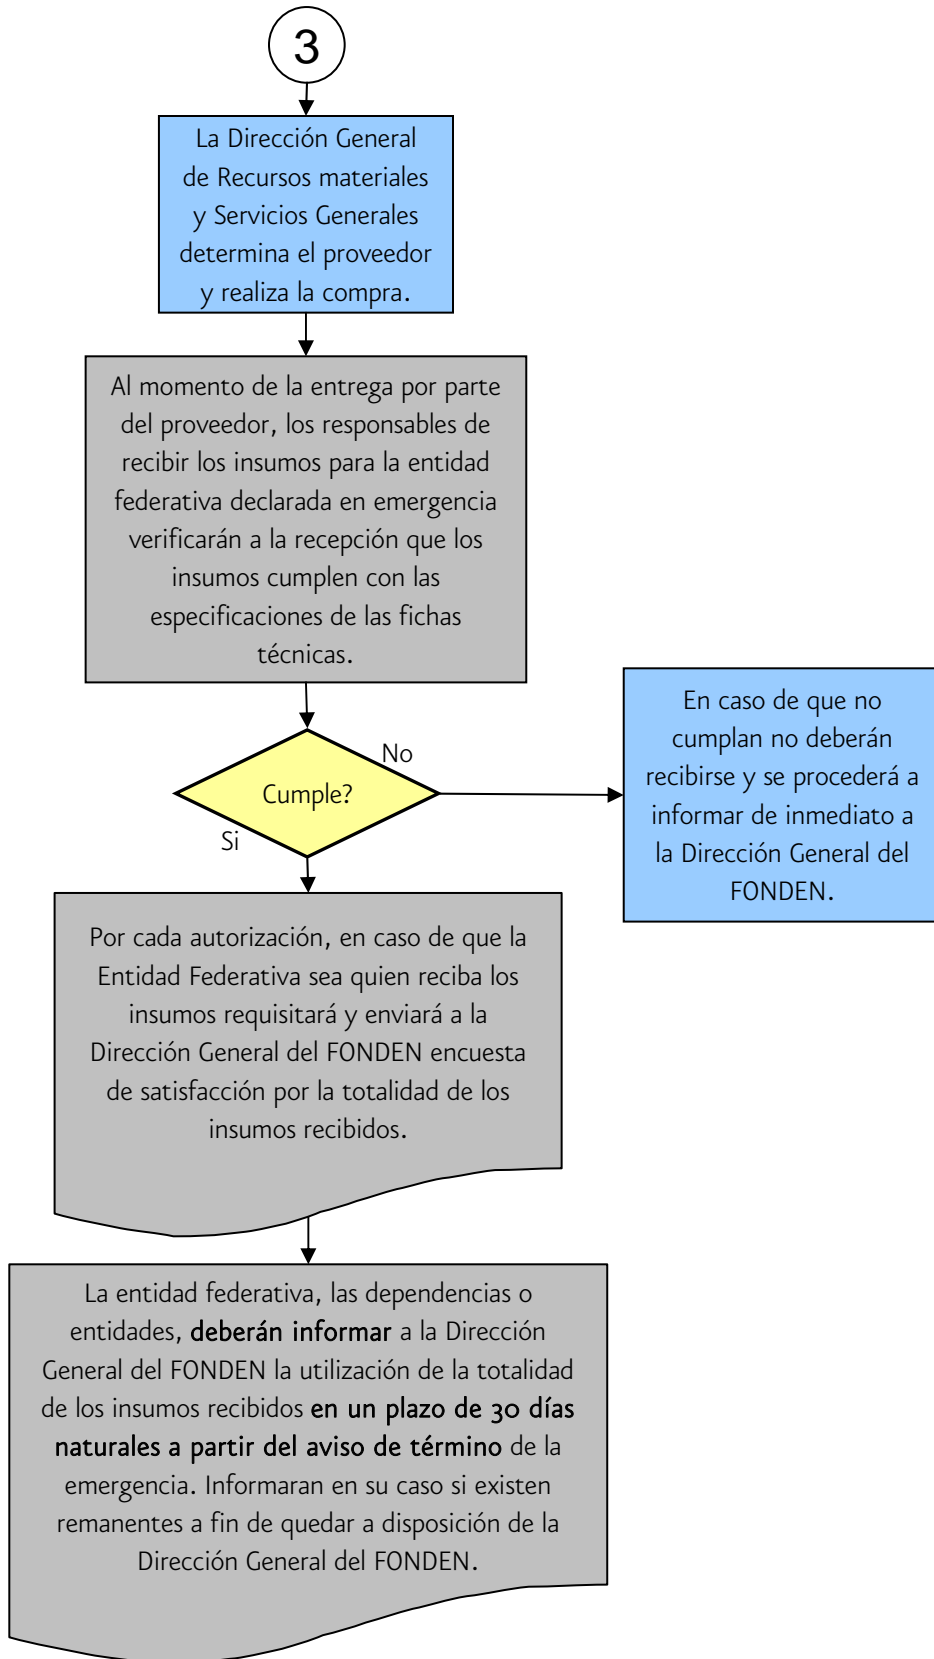 3
La Dirección General
de Recursos materiales
y Servicios Generales
determina el proveedor
y realiza la compra.
Al momento de la entrega por parte
del proveedor, los responsables de
recibir los insumos para la entidad
federativa declarada en emergencia
verificarán a la recepción que los
insumos cumplen con las
especificaciones de las fichas
técnicas.
Cumple?
No
Si
En caso de que no
cumplan no deberán
recibirse y se procederá a
informar de inmediato a
la Dirección General del
FONDEN.
Por cada autorización, en caso de que la
Entidad Federativa sea quien reciba los
insumos requisitará y enviará a la
Dirección General del FONDEN encuesta
de satisfacción por la totalidad de los
insumos recibidos.
La entidad federativa, las dependencias o
entidades, deberán informar a la Dirección
General del FONDEN la utilización de la totalidad
de los insumos recibidos en un plazo de 30 días
naturales a partir del aviso de término de la
emergencia. Informaran en su caso si existen
remanentes a fin de quedar a disposición de la
Dirección General del FONDEN.